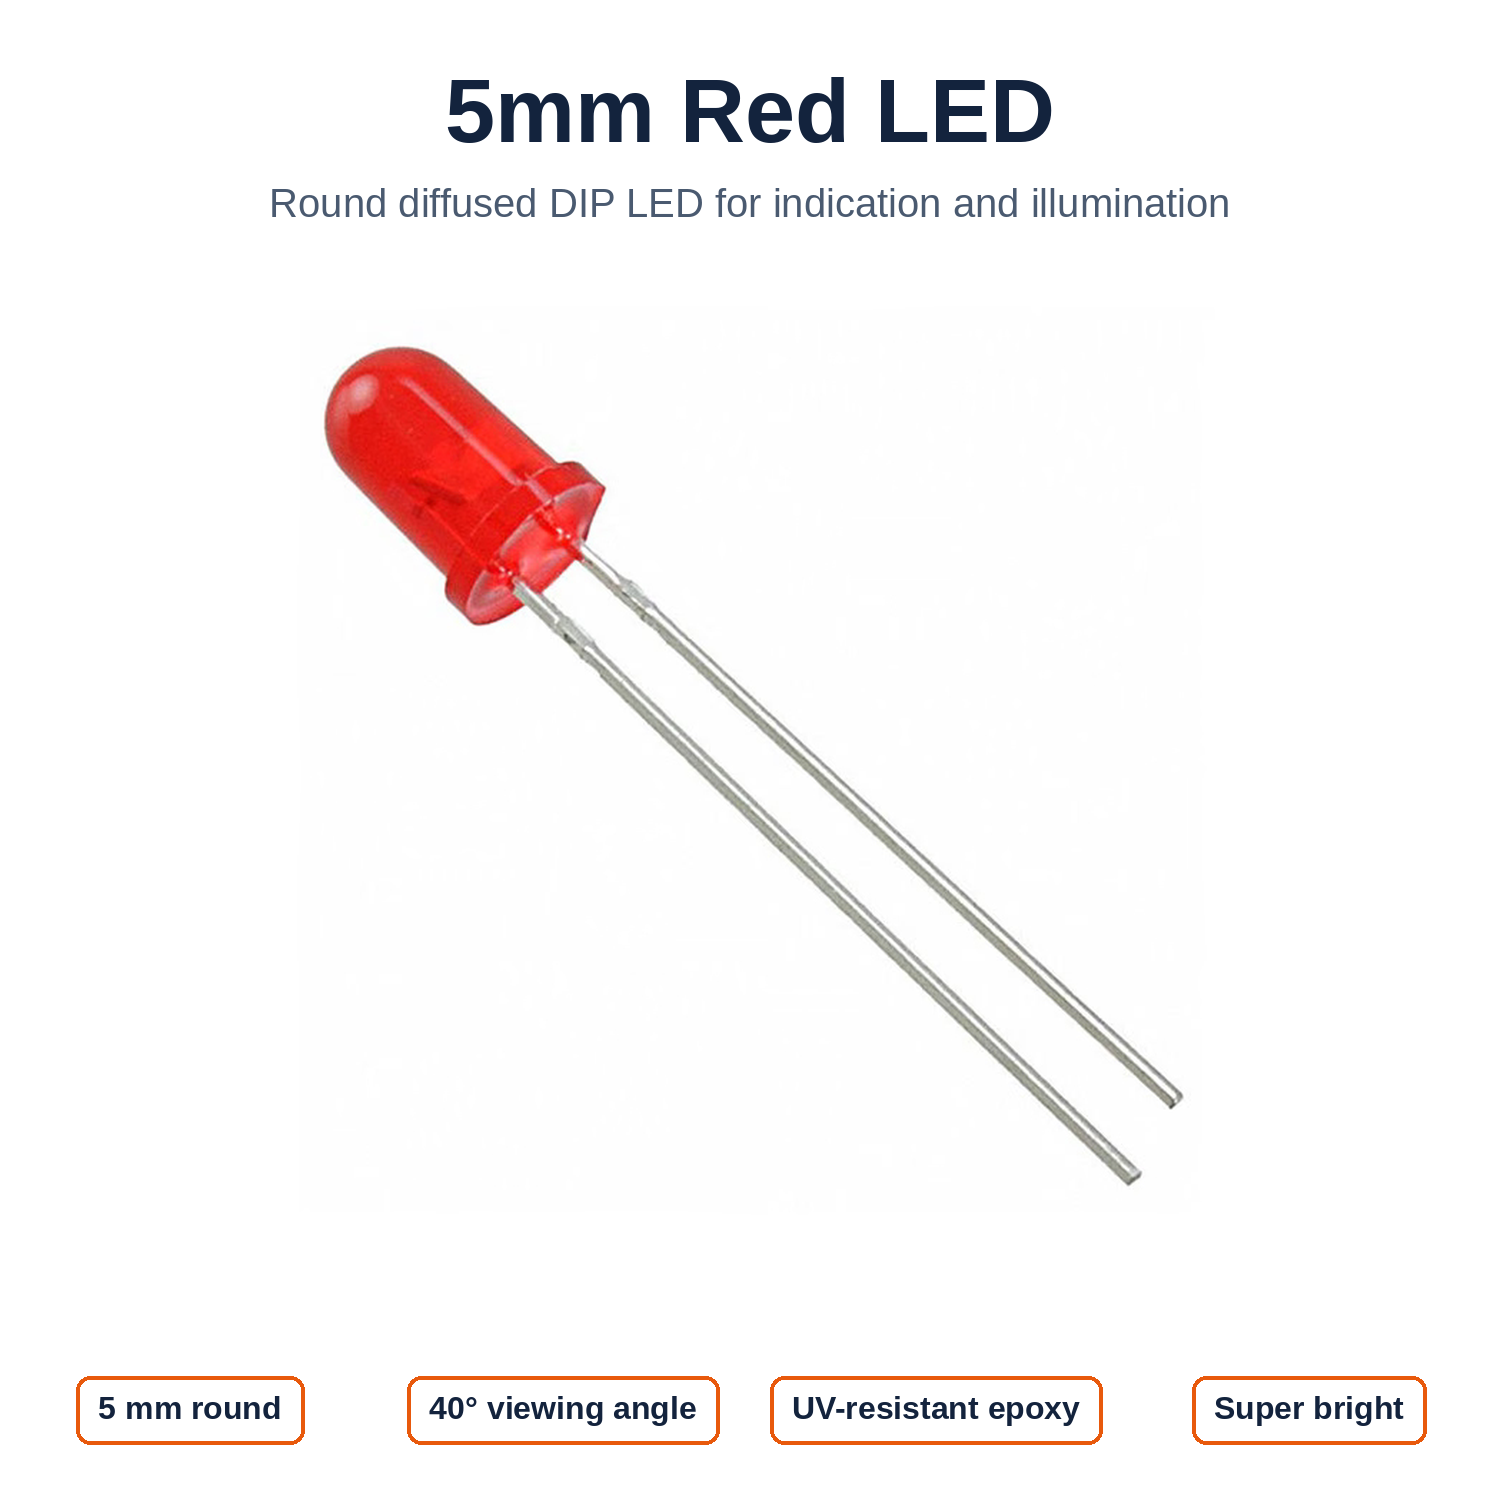 5mm Red LED
Round diffused DIP LED for indication and illumination
5 mm round
40° viewing angle
UV-resistant epoxy
Super bright